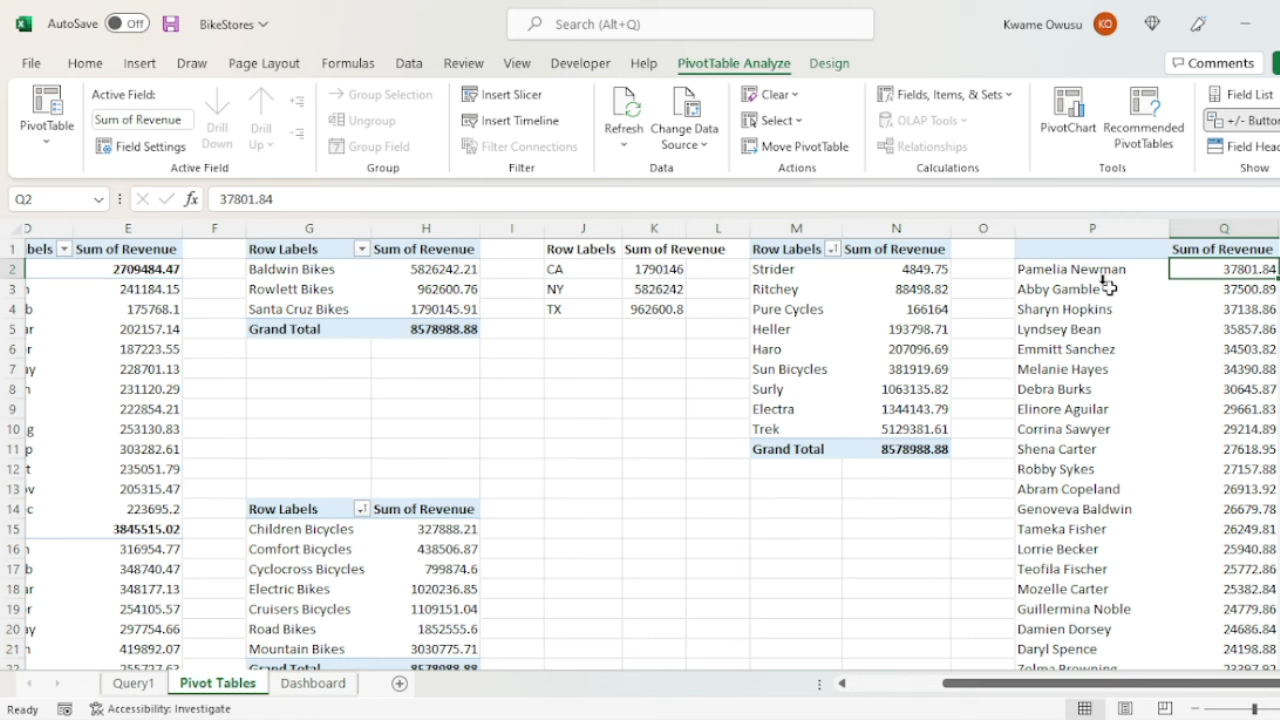 AutoSave Off BikeStores Search (Alt+Q) Kwame Owusu KO
File Home Insert Draw Page Layout Formulas Data Review View Developer Help PivotTable Analyze Design Comments
PivotTable
Active Field:
Sum of Revenue
Field Settings
Drill Down
Drill Up
Active Field
Group Selection
Ungroup
Group Field
Group
Insert Slicer
Insert Timeline
Filter Connections
Filter
Refresh
Change Data Source
Data
Clear
Select
Move PivotTable
Actions
Fields, Items, & Sets
OLAP Tools
Relationships
Calculations
PivotChart
Recommended PivotTables
Tools
Field List
+/- Button
Field Head
Show
Q2 fx 37801.84
D E F G H I J K L M N O P Q
1 bels Sum of Revenue Row Labels Sum of Revenue Row Labels Sum of Revenue Row Labels Sum of Revenue Sum of Revenue
2 2709484.47 Baldwin Bikes 5826242.21 CA 1790146 Strider 4849.75 Pamelia Newman 37801.84
3 241184.15 Rowlett Bikes 962600.76 NY 5826242 Ritchey 88498.82 Abby Gamble 37500.89
4 175768.1 Santa Cruz Bikes 1790145.91 TX 962600.8 Pure Cycles 166164 Sharyn Hopkins 37138.86
5 202157.14 Grand Total 8578988.88 Heller 193798.71 Lyndsey Bean 35857.86
6 187223.55 Haro 207096.69 Emmitt Sanchez 34503.82
7 228701.13 Sun Bicycles 381919.69 Melanie Hayes 34390.88
8 231120.29 Surly 1063135.82 Debra Burks 30645.87
9 222854.21 Electra 1344143.79 Elinore Aguilar 29661.83
10 253130.83 Trek 5129381.61 Corrina Sawyer 29214.89
11 303282.61 Grand Total 8578988.88 Shena Carter 27618.95
12 235051.79 Robby Sykes 27157.88
13 205315.47 Abram Copeland 26913.92
14 223695.2 Row Labels Sum of Revenue Genoveva Baldwin 26679.78
15 3845515.02 Children Bicycles 327888.21 Tameka Fisher 26249.81
16 316954.77 Comfort Bicycles 438506.87 Lorrie Becker 25940.88
17 348740.47 Cyclocross Bicycles 799874.6 Teofila Fischer 25772.86
18 348177.13 Electric Bikes 1020236.85 Mozelle Carter 25382.84
19 254105.57 Cruisers Bicycles 1109151.04 Guillermina Noble 24779.86
20 297754.66 Road Bikes 1852555.6 Damien Dorsey 24686.84
21 419892.07 Mountain Bikes 3030775.71 Daryl Spence 24198.88
22 Grand Total 8578988.88 Zelma Browning 23397.92
Query1 Pivot Tables Dashboard
Ready Accessibility: Investigate